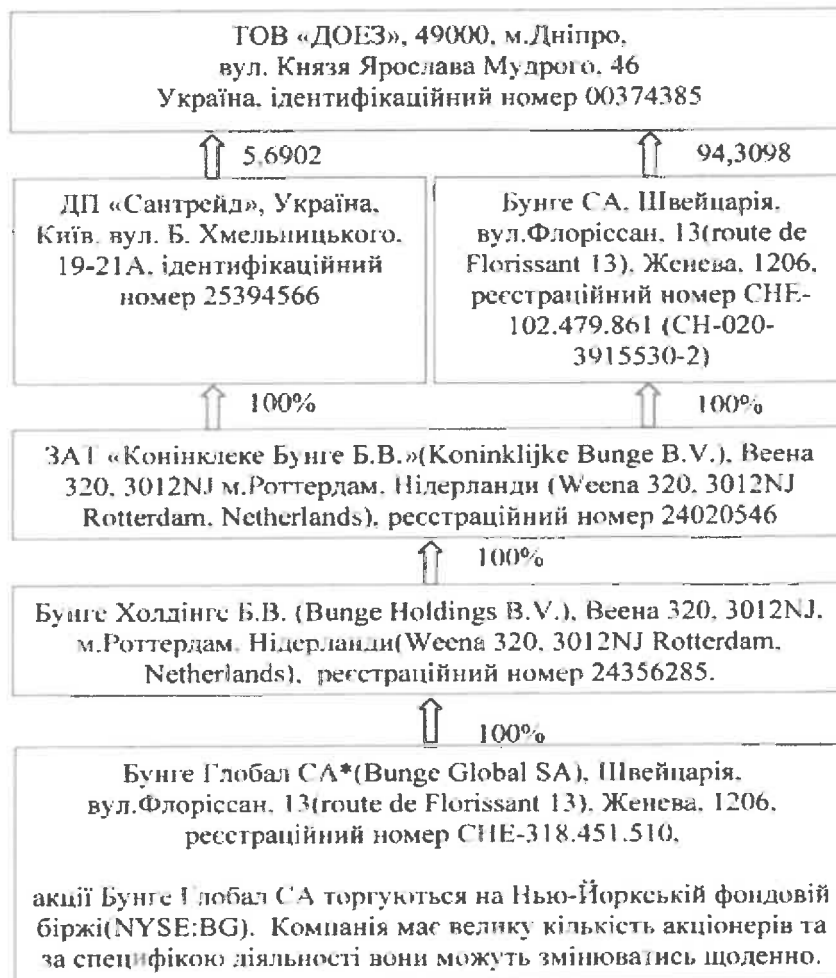 ТОВ «ДОЕЗ», 49000, м.Дніпро,
вул. Князя Ярослава Мудрого, 46
Україна, ідентифікаційний номер 00374385
5,6902
94,3098
ДП «Сантрейд», Україна,
Київ, вул. Б. Хмельницького,
19-21А, ідентифікаційний
номер 25394566
Бунге СА, Швейцарія,
вул.Флоріссан, 13(route de
Florissant 13), Женева, 1206,
реєстраційний номер CHE-
102.479.861 (CH-020-
3915530-2)
100%
100%
ЗАТ «Конінклеке Бунге Б.В.»(Koninklijke Bunge B.V.), Веена
320, 3012NJ м.Роттердам, Нідерланди (Weena 320, 3012NJ
Rotterdam, Netherlands), реєстраційний номер 24020546
100%
Бунге Холдінгс Б.В. (Bunge Holdings B.V.), Веена 320, 3012NJ,
м.Роттердам, Нідерланди(Weena 320, 3012NJ Rotterdam,
Netherlands), реєстраційний номер 24356285.
100%
Бунге Глобал СА*(Bunge Global SA), Швейцарія,
вул.Флоріссан, 13(route de Florissant 13), Женева, 1206,
реєстраційний номер CHE-318.451.510,
акції Бунге Глобал СА торгуються на Нью-Йоркській фондовій
біржі(NYSE:BG). Компанія має велику кількість акціонерів та
за специфікою діяльності вони можуть змінюватись щоденно.